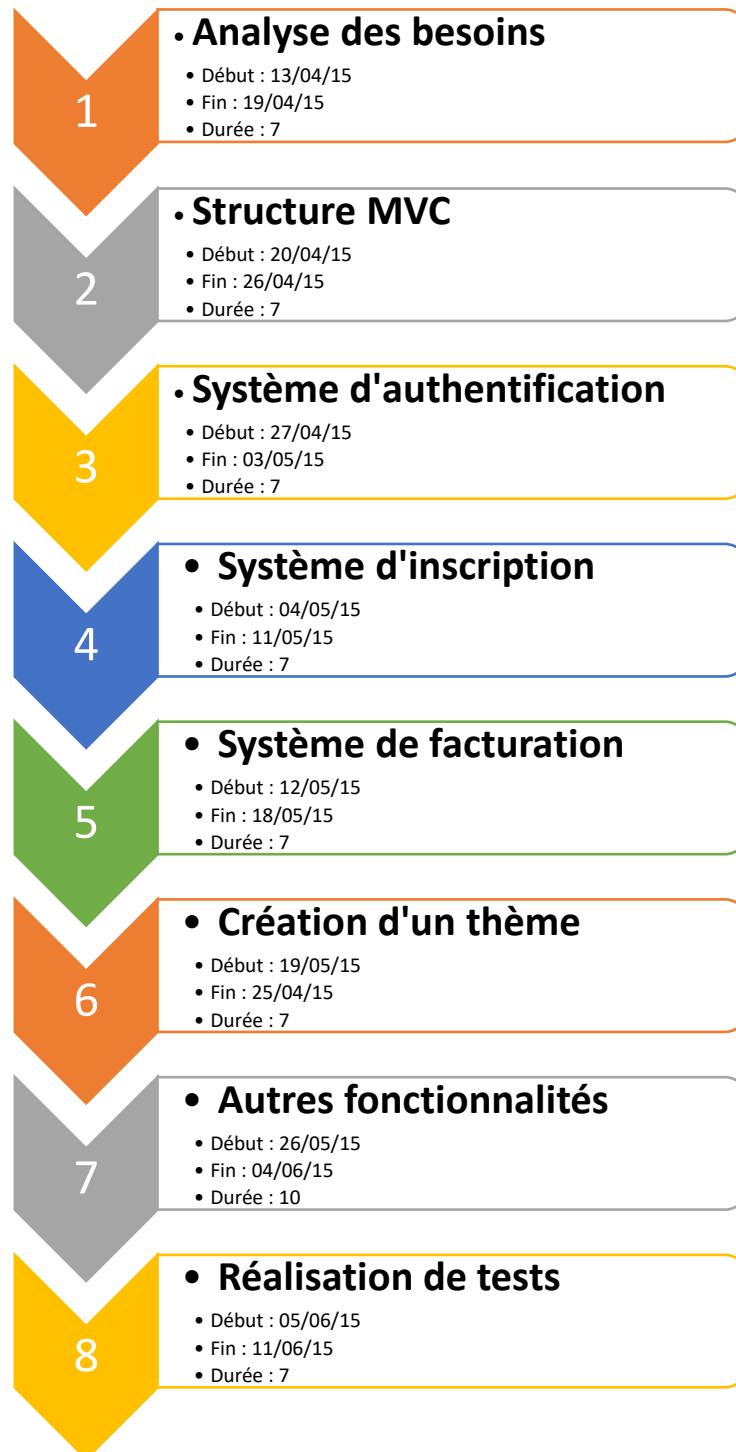 1
• Analyse des besoins
• Début : 13/04/15
• Fin : 19/04/15
• Durée : 7
2
• Structure MVC
• Début : 20/04/15
• Fin : 26/04/15
• Durée : 7
3
• Système d'authentification
• Début : 27/04/15
• Fin : 03/05/15
• Durée : 7
4
• Système d'inscription
• Début : 04/05/15
• Fin : 11/05/15
• Durée : 7
5
• Système de facturation
• Début : 12/05/15
• Fin : 18/05/15
• Durée : 7
6
• Création d'un thème
• Début : 19/05/15
• Fin : 25/04/15
• Durée : 7
7
• Autres fonctionnalités
• Début : 26/05/15
• Fin : 04/06/15
• Durée : 10
8
• Réalisation de tests
• Début : 05/06/15
• Fin : 11/06/15
• Durée : 7